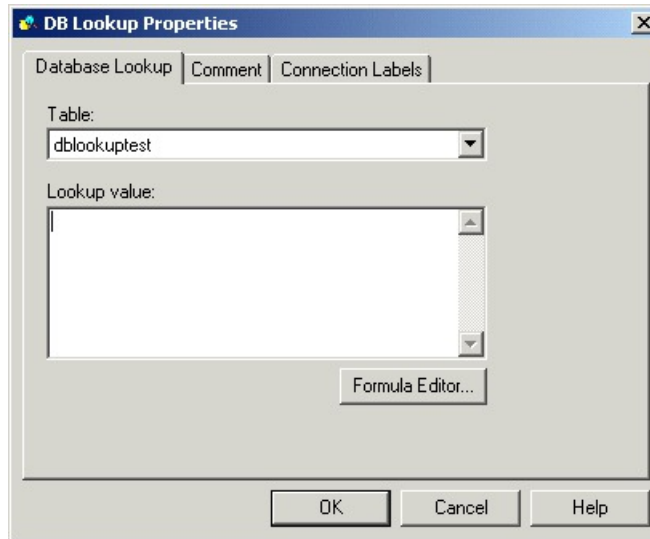 DB Lookup Properties
Database Lookup Comment Connection Labels
Table:
dblookuptest
Lookup value:
Formula Editor...
OK Cancel Help